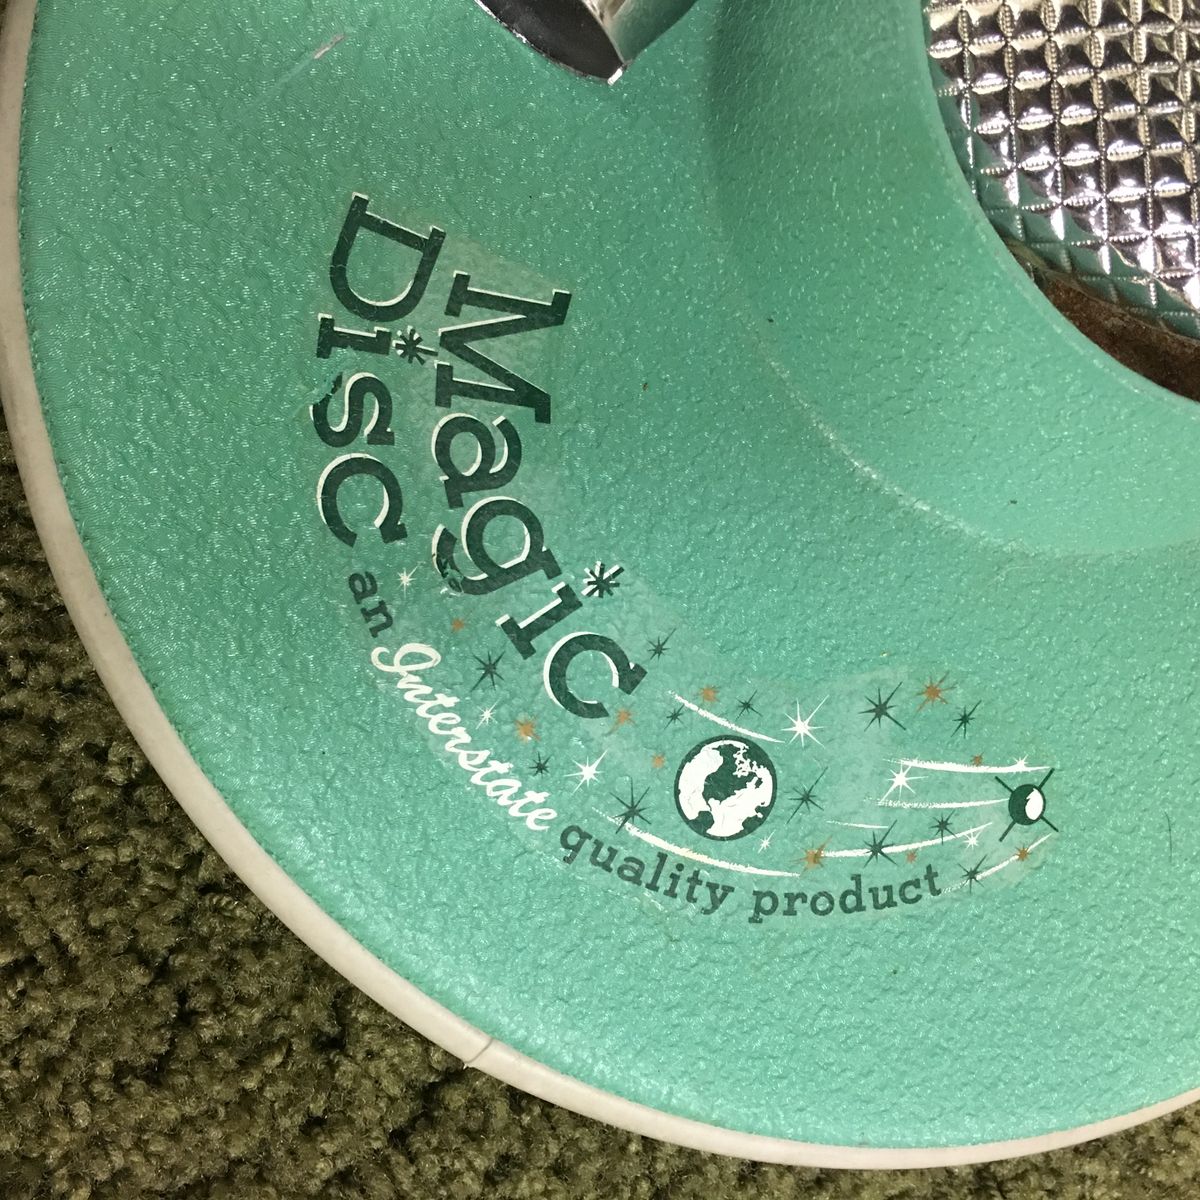 Magic
Disc
an Interstate quality product